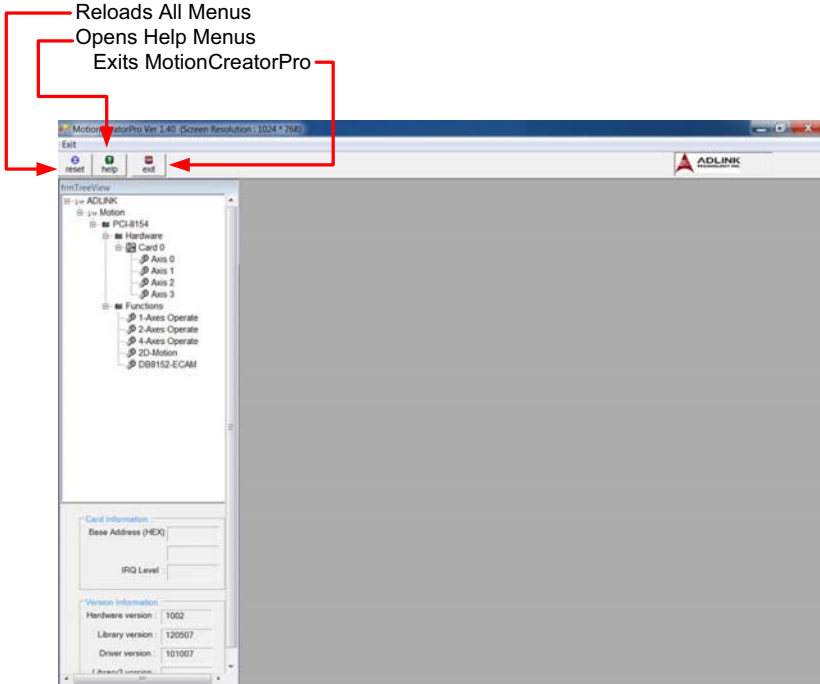 Reloads All Menus
Opens Help Menus
Exits MotionCreatorPro
MotionCreatorPro Ver 1.40 (Screen Resolution : 1024 * 768)
Exit
reset help exit
ADLINK
TECHNOLOGY INC.
frmTreeView
ADLINK
Motion
PCI-8154
Hardware
Card 0
Axis 0
Axis 1
Axis 2
Axis 3
Functions
1-Axes Operate
2-Axes Operate
4-Axes Operate
2D-Motion
DB8152-ECAM
Card Information
Base Address (HEX)
IRQ Level :
Version Information
Hardware version : 1002
Library version : 120507
Driver version : 101007